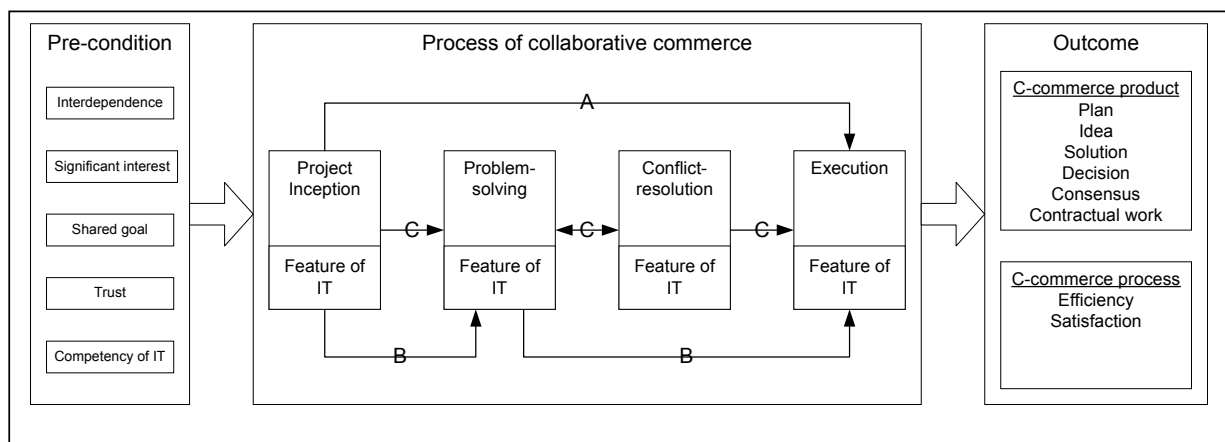 Pre-condition
Interdependence
Significant interest
Shared goal
Trust
Competency of IT
Process of collaborative commerce
A
Project
Inception
Problem-
solving
Conflict-
resolution
Execution
C
C
C
Feature of
IT
Feature of
IT
Feature of
IT
Feature of
IT
B
B
Outcome
C-commerce product
Plan
Idea
Solution
Decision
Consensus
Contractual work
C-commerce process
Efficiency
Satisfaction